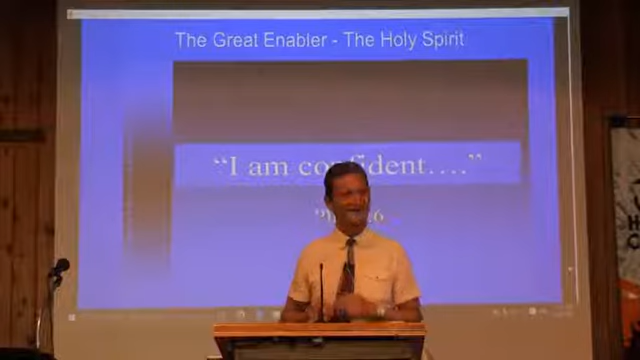 The Great Enabler - The Holy Spirit
“I am confident….”